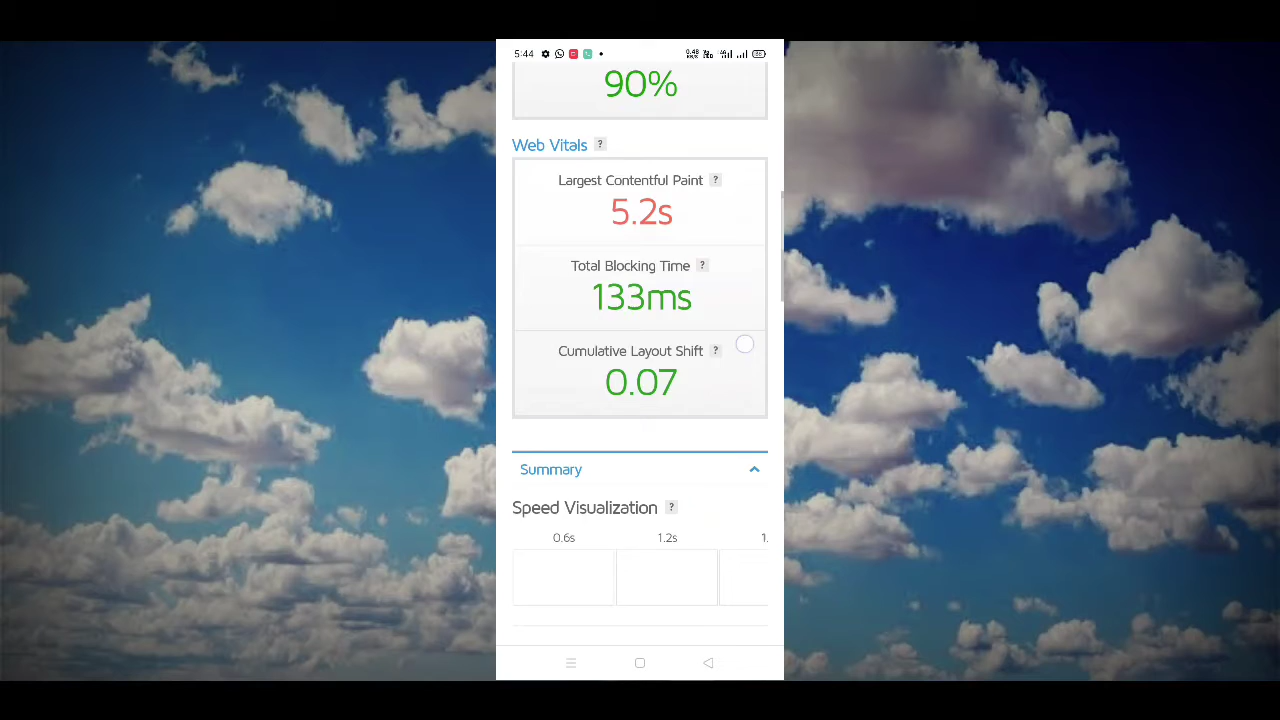 5:44
90%
Web Vitals ?
Largest Contentful Paint ?
5.2s
Total Blocking Time ?
133ms
Cumulative Layout Shift ?
0.07
Summary
Speed Visualization ?
0.6s 1.2s 1.